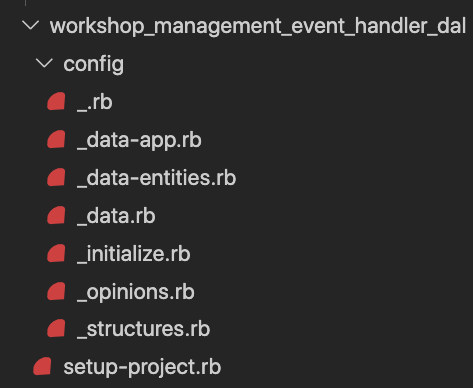 workshop_management_event_handler_dal
config
_.rb
_data-app.rb
_data-entities.rb
_data.rb
_initialize.rb
_opinions.rb
_structures.rb
setup-project.rb